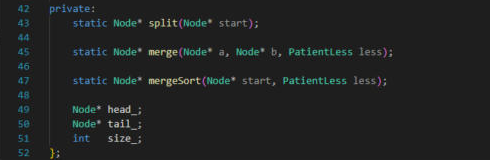 42 private:
43     static Node* split(Node* start);
44
45     static Node* merge(Node* a, Node* b, PatientLess less);
46
47     static Node* mergeSort(Node* start, PatientLess less);
48
49     Node* head_;
50     Node* tail_;
51     int   size_;
52 };